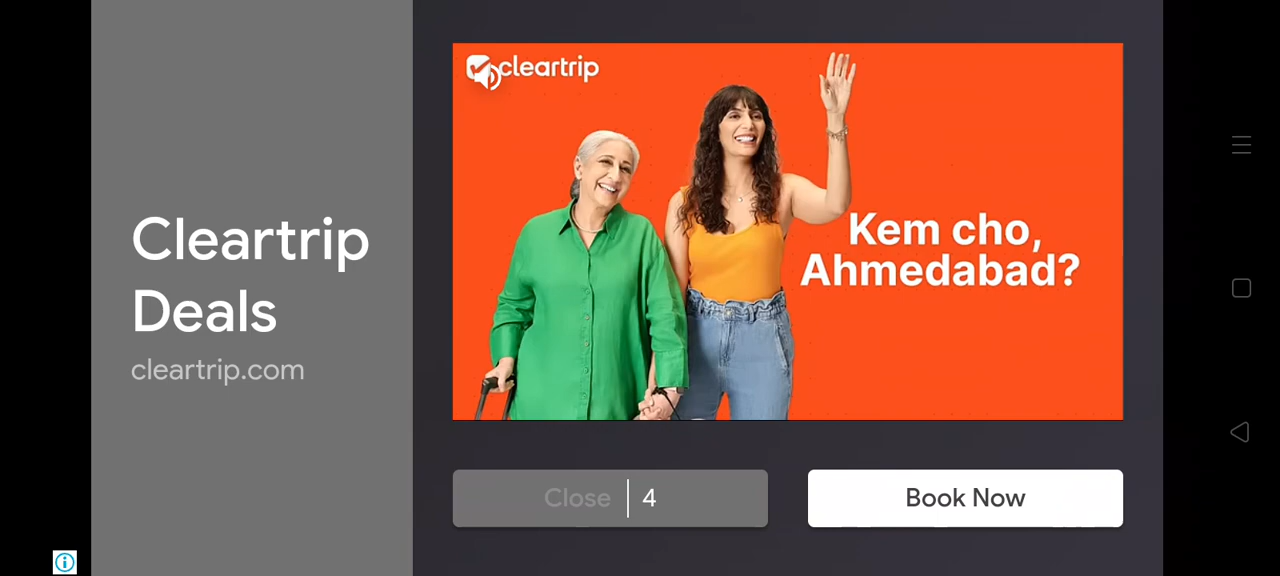 Cleartrip
Deals
cleartrip.com
cleartrip
Kem cho,
Ahmedabad?
Close | 4
Book Now